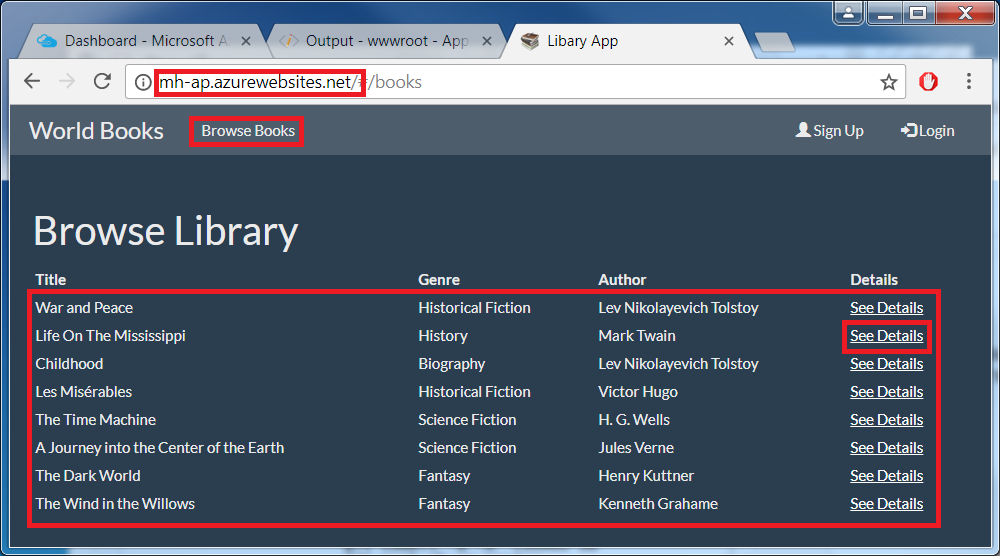 Dashboard - Microsoft A Output - wwwroot - App Libary App
mh-ap.azurewebsites.net/#/books
World Books Browse Books Sign Up Login
Browse Library
Title Genre Author Details
War and Peace Historical Fiction Lev Nikolayevich Tolstoy See Details
Life On The Mississippi History Mark Twain See Details
Childhood Biography Lev Nikolayevich Tolstoy See Details
Les Misérables Historical Fiction Victor Hugo See Details
The Time Machine Science Fiction H. G. Wells See Details
A Journey into the Center of the Earth Science Fiction Jules Verne See Details
The Dark World Fantasy Henry Kuttner See Details
The Wind in the Willows Fantasy Kenneth Grahame See Details